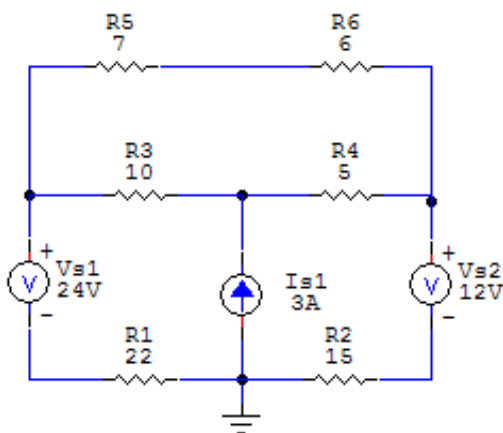 R5
7
R6
6
R3
10
R4
5
+
Vs1
24V
-
V
Is1
3A
+
Vs2
12V
-
V
R1
22
R2
15